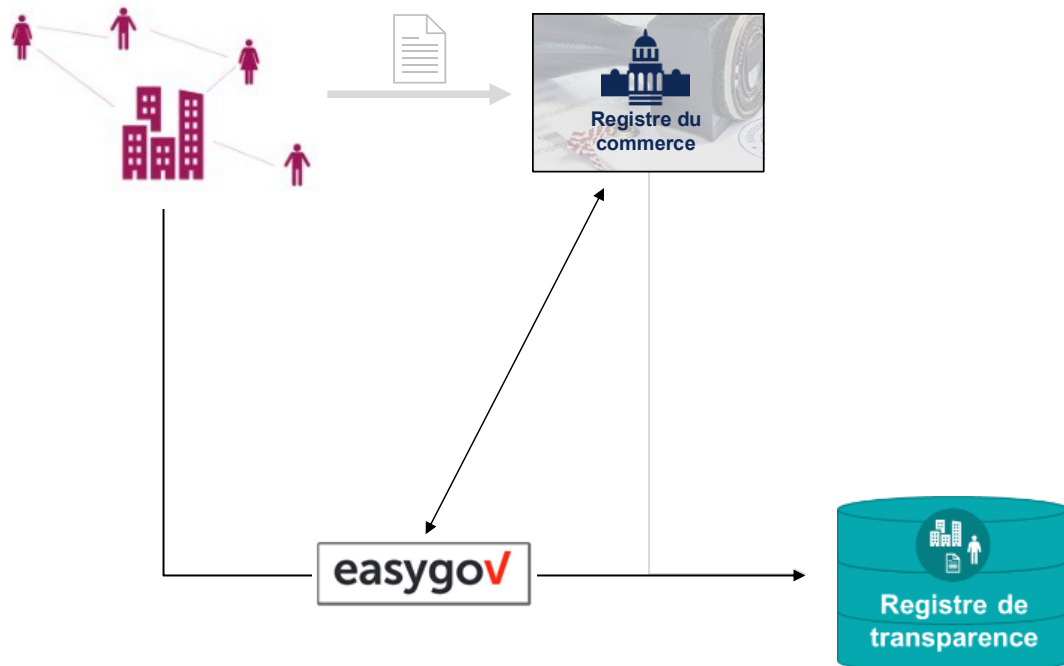 Registre du
commerce
easygov
Registre de
transparence